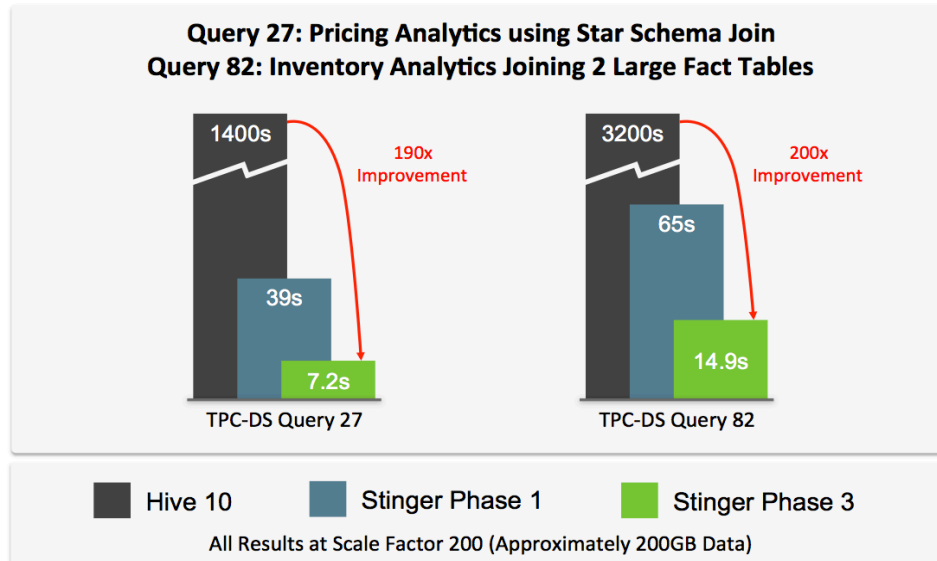 Query 27: Pricing Analytics using Star Schema Join
Query 82: Inventory Analytics Joining 2 Large Fact Tables
1400s
190x
Improvement
39s
7.2s
TPC-DS Query 27
3200s
200x
Improvement
65s
14.9s
TPC-DS Query 82
Hive 10
Stinger Phase 1
Stinger Phase 3
All Results at Scale Factor 200 (Approximately 200GB Data)